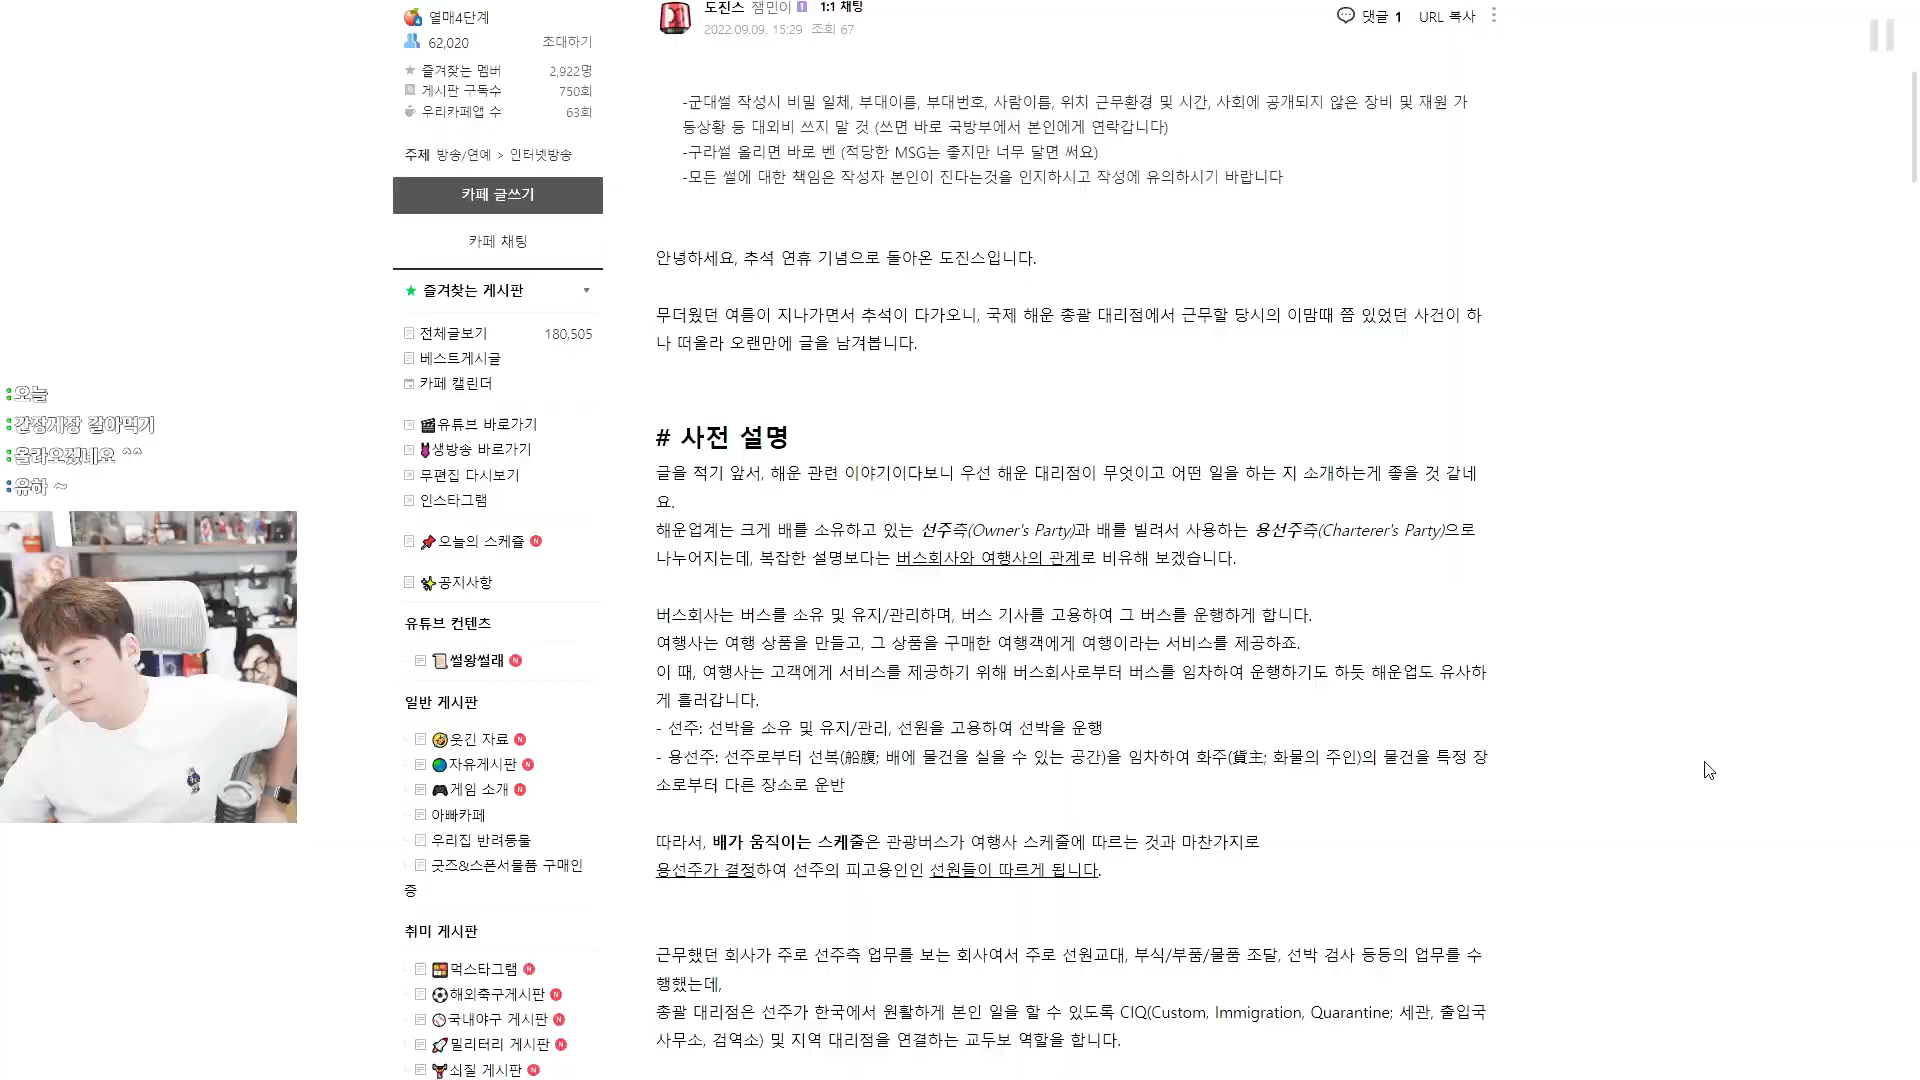 열매4단계
62,020 초대하기
즐겨찾는 멤버 2,922명
게시판 구독수 750회
우리카페앱 수 63회
주제 방송/연예 > 인터넷방송
카페 글쓰기
카페 채팅
즐겨찾는 게시판
전체글보기 180,505
베스트게시글
카페 캘린더
유튜브 바로가기
생방송 바로가기
무편집 다시보기
인스타그램
오늘의 스케쥴 N
공지사항
유튜브 컨텐츠
썰왕썰래 N
일반 게시판
웃긴 자료 N
자유게시판 N
게임 소개 N
아빠카페
우리집 반려동물
굿즈&스폰서물품 구매인
증
취미 게시판
먹스타그램 N
해외축구게시판 N
국내야구 게시판 N
밀리터리 게시판 N
쇠질 게시판 N
:오늘
:간장게장 갈아먹기
:올라오겠네요 ^^
:유하 ~
도진스 잼민이 1 1:1 채팅
2022.09.09. 15:29 조회 67
댓글 1 URL 복사
-군대썰 작성시 비밀 일체, 부대이름, 부대번호, 사람이름, 위치 근무환경 및 시간, 사회에 공개되지 않은 장비 및 재원 가
동상황 등 대외비 쓰지 말 것 (쓰면 바로 국방부에서 본인에게 연락갑니다)
-구라썰 올리면 바로 벤 (적당한 MSG는 좋지만 너무 달면 써요)
-모든 썰에 대한 책임은 작성자 본인이 진다는것을 인지하시고 작성에 유의하시기 바랍니다
안녕하세요, 추석 연휴 기념으로 돌아온 도진스입니다.
무더웠던 여름이 지나가면서 추석이 다가오니, 국제 해운 총괄 대리점에서 근무할 당시의 이맘때 쯤 있었던 사건이 하
나 떠올라 오랜만에 글을 남겨봅니다.
# 사전 설명
글을 적기 앞서, 해운 관련 이야기이다보니 우선 해운 대리점이 무엇이고 어떤 일을 하는 지 소개하는게 좋을 것 같네
요.
해운업계는 크게 배를 소유하고 있는 선주측(Owner's Party)과 배를 빌려서 사용하는 용선주측(Charterer's Party)으로
나누어지는데, 복잡한 설명보다는 버스회사와 여행사의 관계로 비유해 보겠습니다.
버스회사는 버스를 소유 및 유지/관리하며, 버스 기사를 고용하여 그 버스를 운행하게 합니다.
여행사는 여행 상품을 만들고, 그 상품을 구매한 여행객에게 여행이라는 서비스를 제공하죠.
이 때, 여행사는 고객에게 서비스를 제공하기 위해 버스회사로부터 버스를 임차하여 운행하기도 하듯 해운업도 유사하
게 흘러갑니다.
- 선주: 선박을 소유 및 유지/관리, 선원을 고용하여 선박을 운행
- 용선주: 선주로부터 선복(船腹; 배에 물건을 실을 수 있는 공간)을 임차하여 화주(貨主; 화물의 주인)의 물건을 특정 장
소로부터 다른 장소로 운반
따라서, 배가 움직이는 스케줄은 관광버스가 여행사 스케줄에 따르는 것과 마찬가지로
용선주가 결정하여 선주의 피고용인인 선원들이 따르게 됩니다.
근무했던 회사가 주로 선주측 업무를 보는 회사여서 주로 선원교대, 부식/부품/물품 조달, 선박 검사 등등의 업무를 수
행했는데,
총괄 대리점은 선주가 한국에서 원활하게 본인 일을 할 수 있도록 CIQ(Custom, Immigration, Quarantine; 세관, 출입국
사무소, 검역소) 및 지역 대리점을 연결하는 교두보 역할을 합니다.